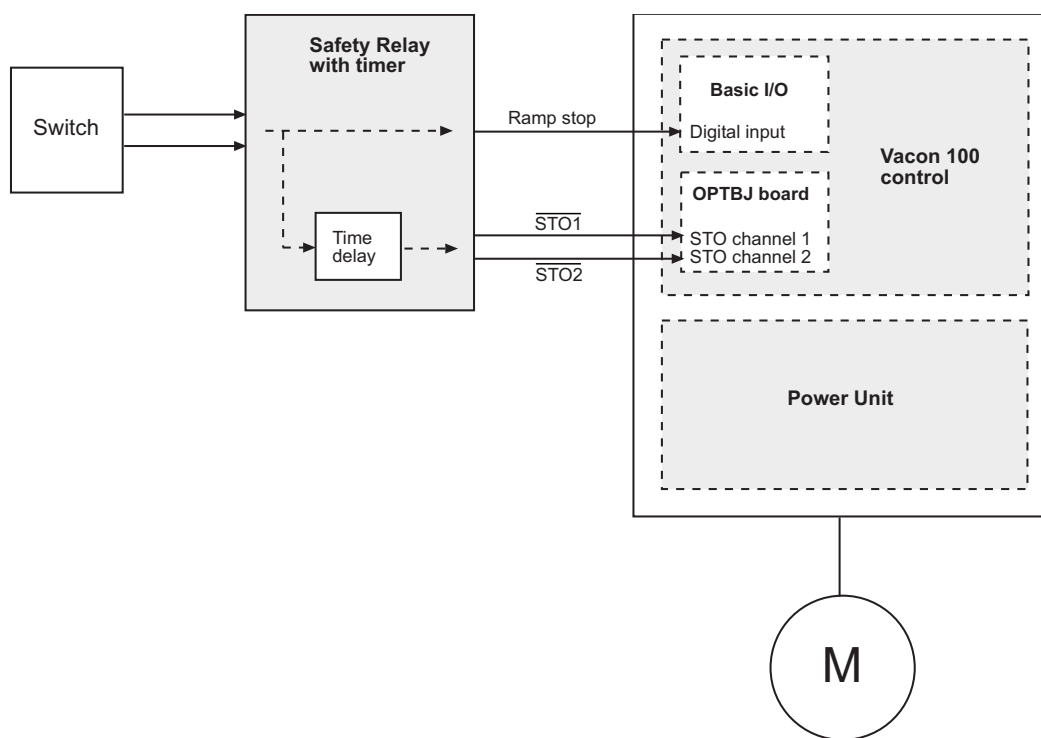 Switch
Safety Relay
with timer
Time
delay
Ramp stop
STO1
STO2
Basic I/O
Digital input
OPTBJ board
STO channel 1
STO channel 2
Vacon 100
control
Power Unit
M